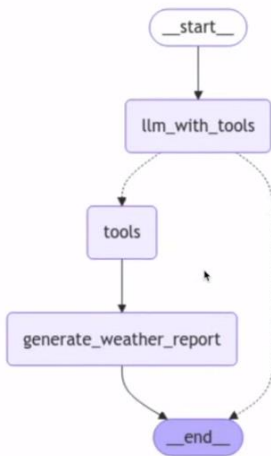 __start__
llm_with_tools
tools
generate_weather_report
__end__